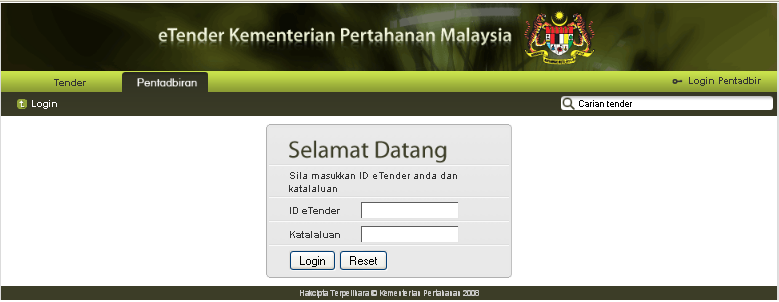 eTender Kementerian Pertahanan Malaysia
Tender
Pentadbiran
Login Pentadbir
Login
Carian tender
Selamat Datang
Sila masukkan ID eTender anda dan
katalaluan
ID eTender
Katalaluan
Login
Reset
Hakcipta Terpelihara © Kementerian Pertahanan 2008